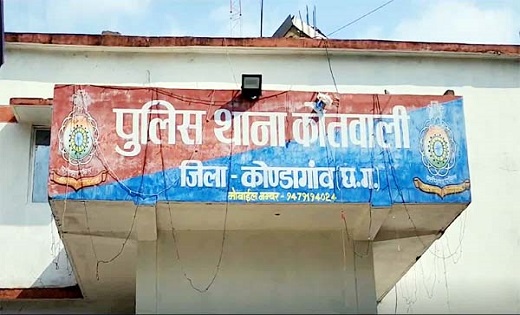 पुलिस थाना कोतवाली
जिला - कोण्डागांव (छ.ग.)
मोबाईल नम्बर - 9479194024